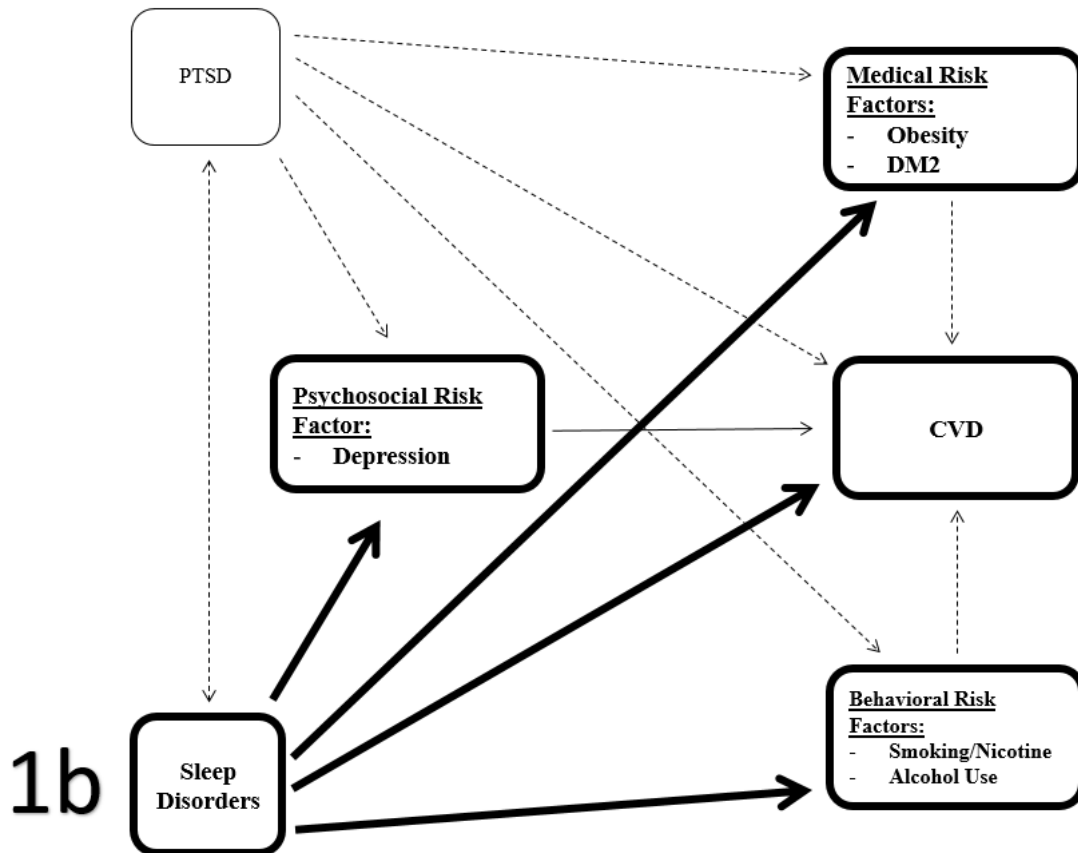 PTSD
Medical Risk
Factors:
- Obesity
- DM2
Psychosocial Risk
Factor:
- Depression
CVD
Behavioral Risk
Factors:
- Smoking/Nicotine
- Alcohol Use
1b
Sleep
Disorders